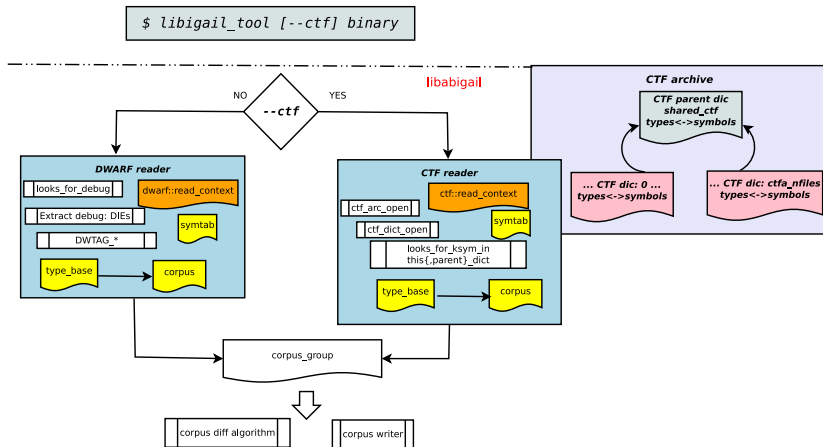 $ libigail_tool [--ctf] binary
libabigail
NO
YES
--ctf
CTF archive
CTF parent dic
shared_ctf
types<->symbols
... CTF dic: 0 ...
types<->symbols
... CTF dic: ctfa_nfiles
types<->symbols
DWARF reader
looks_for_debug
dwarf::read_context
Extract debug: DIEs
symtab
DWTAG_*
type_base
corpus
CTF reader
ctf::read_context
ctf_arc_open
symtab
ctf_dict_open
looks_for_ksym_in
this{,parent}_dict
type_base
corpus
corpus_group
corpus diff algorithm
corpus writer